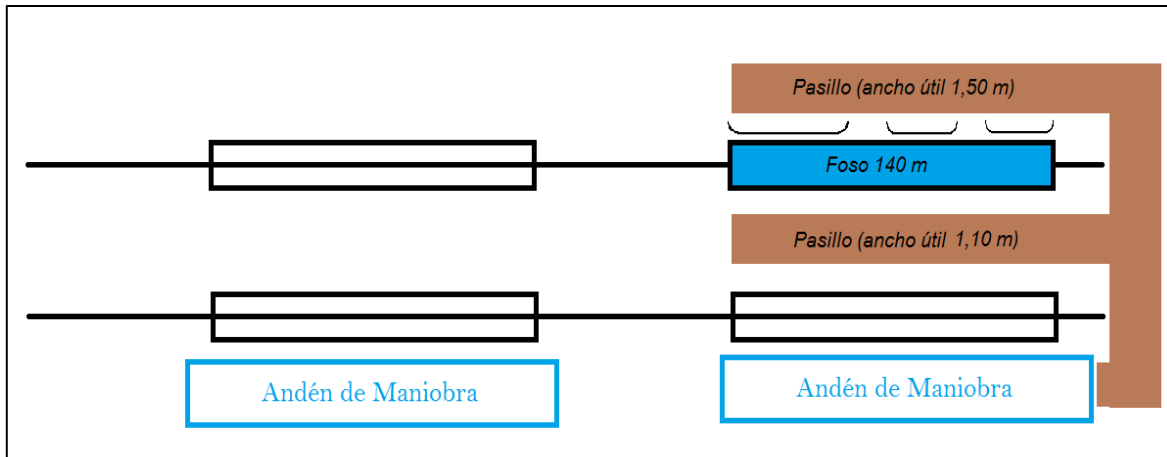 Pasillo (ancho útil 1,50 m)
Foso 140 m
Pasillo (ancho útil 1,10 m)
Andén de Maniobra
Andén de Maniobra